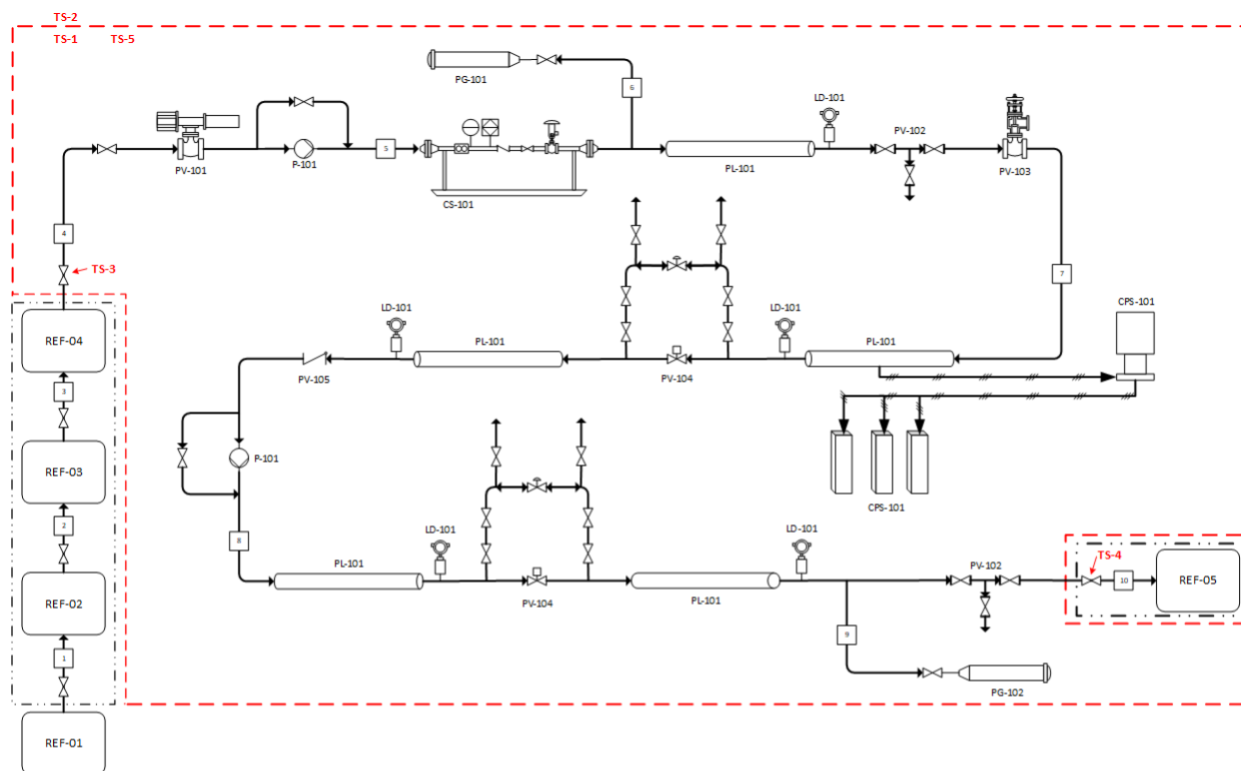 TS-2
TS-1 TS-5
PG-101
6
LD-101
PV-102
PV-101
P-101
5
CS-101
PL-101
PV-103
4
TS-3
7
CPS-101
REF-04
LD-101
PL-101
LD-101
PL-101
PV-105
PV-104
3
REF-03
P-101
CPS-101
2
8
LD-101
PL-101
LD-101
PV-102
TS-4
10
REF-05
REF-02
PV-104
PL-101
1
9
PG-102
REF-01